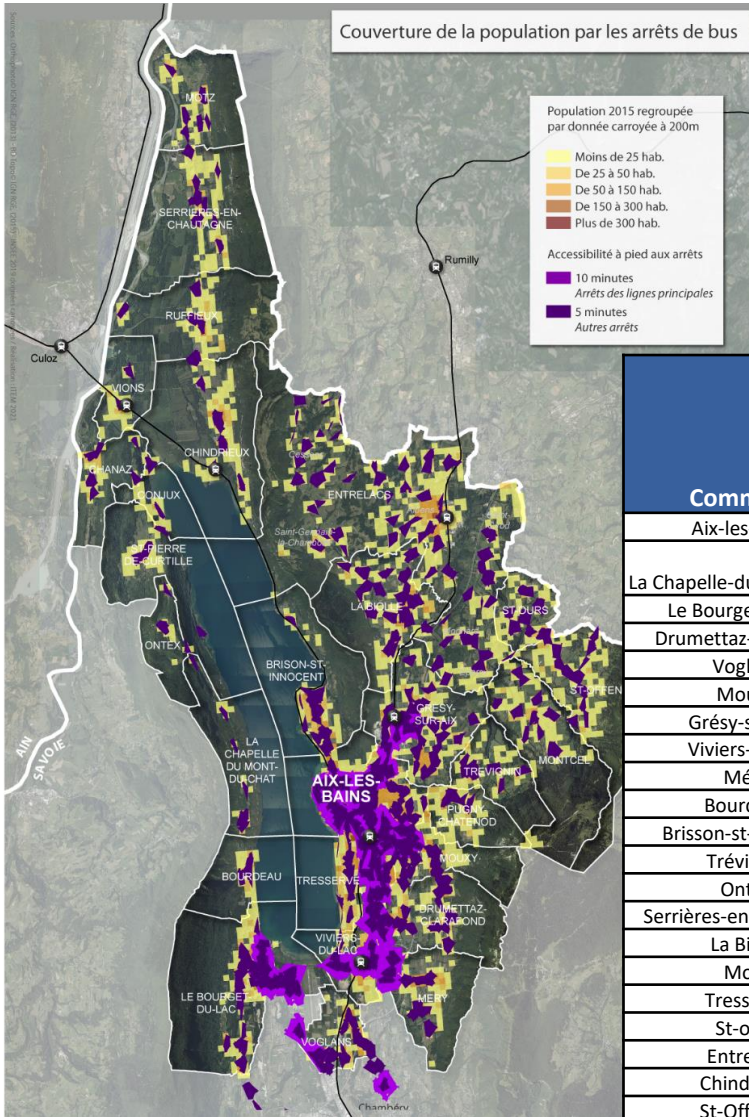 Couverture de la population par les arrêts de bus
Population 2015 regroupée
par donnée carroyée à 200m
Moins de 25 hab.
De 25 à 50 hab.
De 50 à 150 hab.
De 150 à 300 hab.
Plus de 300 hab.
Accessibilité à pied aux arrêts
10 minutes
Arrêts des lignes principales
5 minutes
Autres arrêts
MOTZ
SERRIÈRES-EN-
CHAUTAGNE
Rumilly
RUFFIEUX
Culoz
VIONS
CHINDRIEUX
CHANAZ
CONJUX
ENTRELACS
Saint-Germain-
la-Chambotte
ST-PIERRE
DE-CURTILLE
LA BIOLLE
ST-OURS
ONTEX
BRISON-ST-
INNOCENT
ST-OFFEN
GRÉSY-
SUR-AIX
MONTCEL
TRÉVIGNIN
LA
CHAPELLE
DU MONT-
DU-CHAT
AIX-LES-
BAINS
PUGNY-
CHATENOD
MOUXY
BOURDEAU
TRESSERVE
DRUMETTAZ-
CLARAFOND
VIVIERS-
DU-LAC
LE BOURGET-
DU-LAC
MÉRY
VOGLANS
Chambéry
AIN
SAVOIE
Comm
Aix-les
La Chapelle-du
Le Bourge
Drumettaz-
Vogl
Mou
Grésy-s
Viviers-
Mé
Bourd
Brisson-st-
Trévi
Ont
Serrières-en
La Bi
Mo
Tress
St-o
Entre
Chind
St-Off